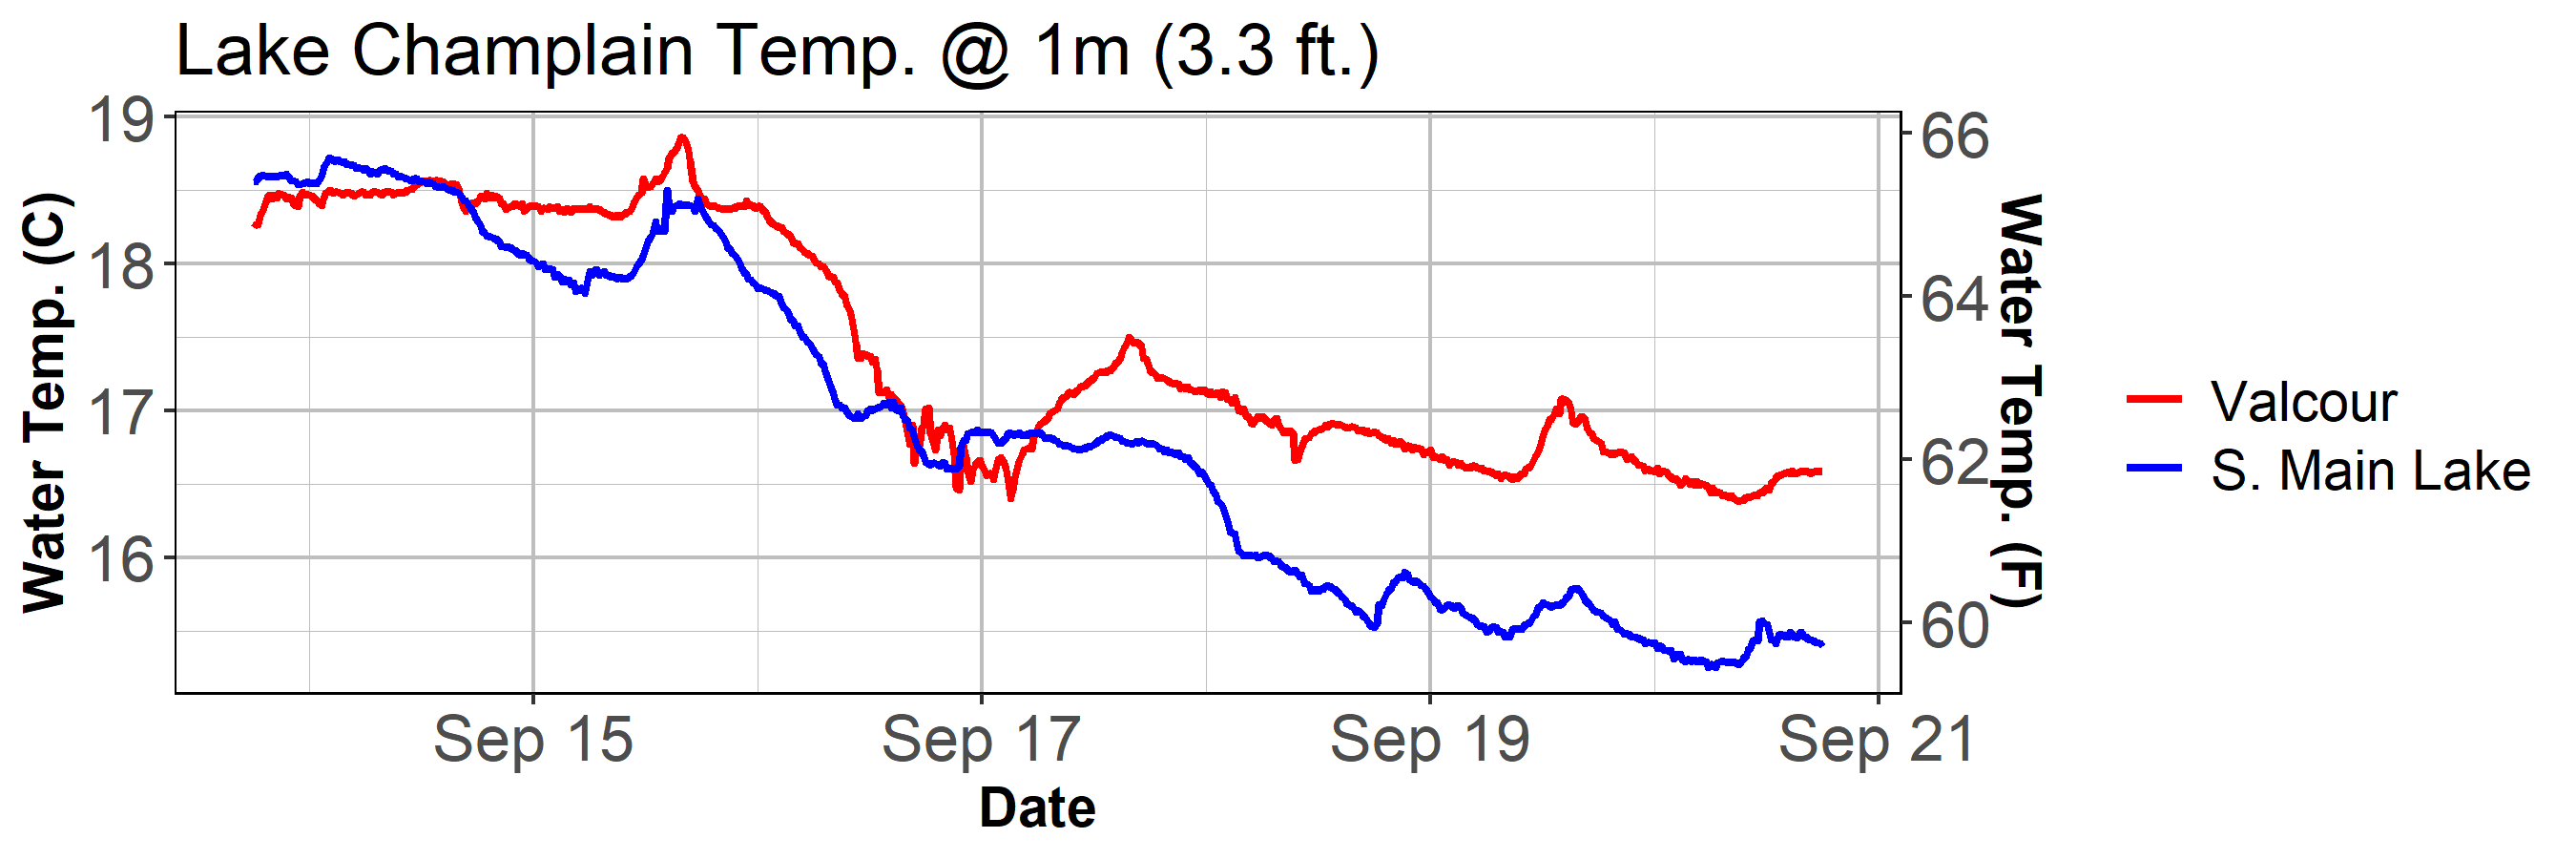 Lake Champlain Temp. @ 1m (3.3 ft.)
Water Temp. (C)
19
18
17
16
66
64
62
60
Water Temp. (F)
Sep 15
Sep 17
Sep 19
Sep 21
Date
Valcour
S. Main Lake